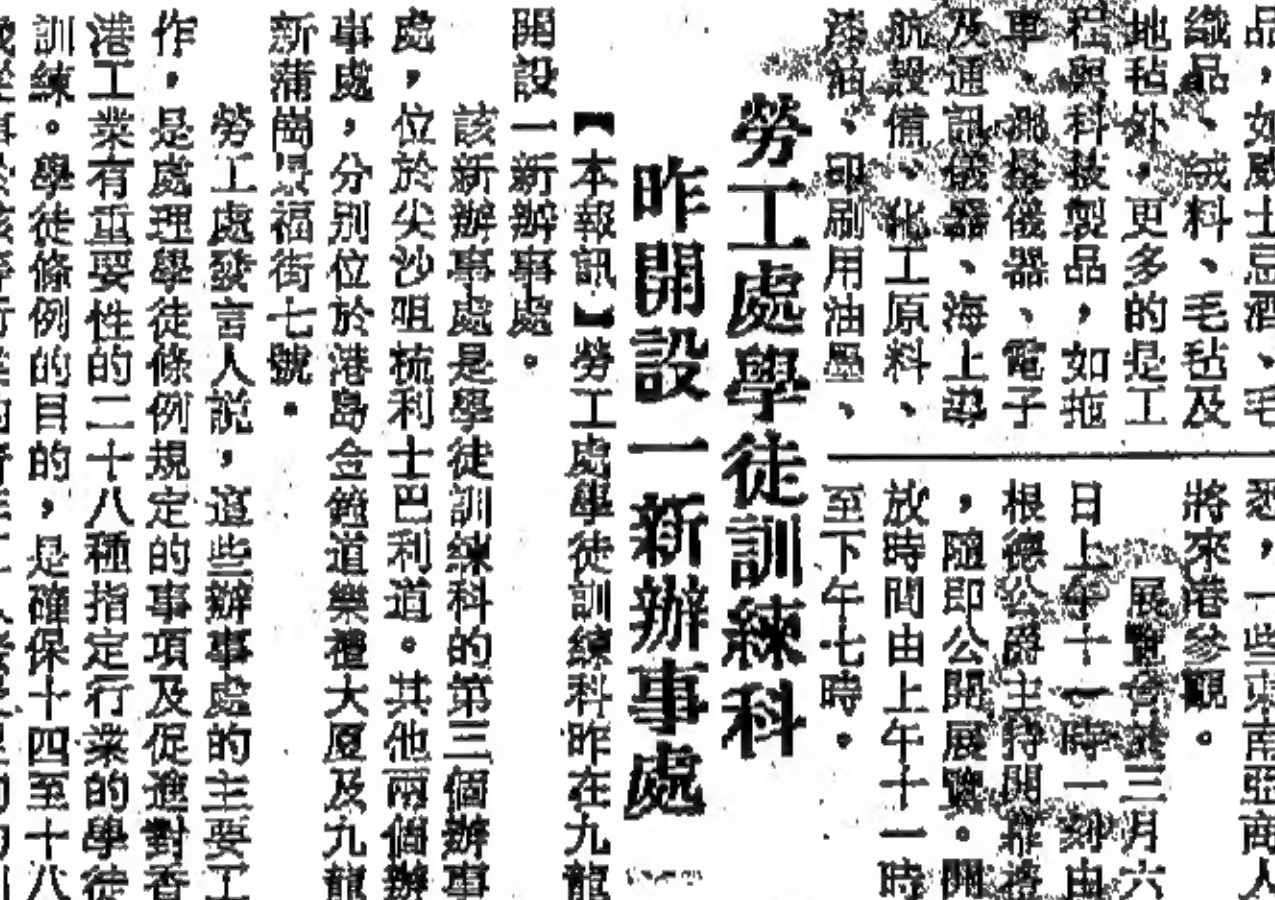 品，如威士忌酒、毛
織品、絨料、毛毡及
地毡外，更多的是工
程與科技製品，如拖
車、測量儀器、電子
及通訊儀器、海上導
航設備、化工原料、
漆油、印刷用油墨、
悉，一些東南亞商人
將來港參觀。
展覽會於三月六
日上午十一時一刻由
根德公爵主持開幕禮
，隨即公開展覽。開
放時間由上午十一時
至下午七時。
勞工處學徒訓練科
昨開設一新辦事處
【本報訊】勞工處學徒訓練科昨在九龍
開設一新辦事處。
該新辦事處是學徒訓練科的第三個辦事
處，位於尖沙咀梳利士巴利道。其他兩個辦
事處，分別位於港島金鐘道樂禮大厦及九龍
新蒲崗景福街七號。
勞工處發言人説，這些辦事處的主要工
作，是處理學徒條例規定的事項及促進對香
港工業有重要性的二十八種指定行業的學徒
訓練。學徒條例的目的，是確保十四至十八